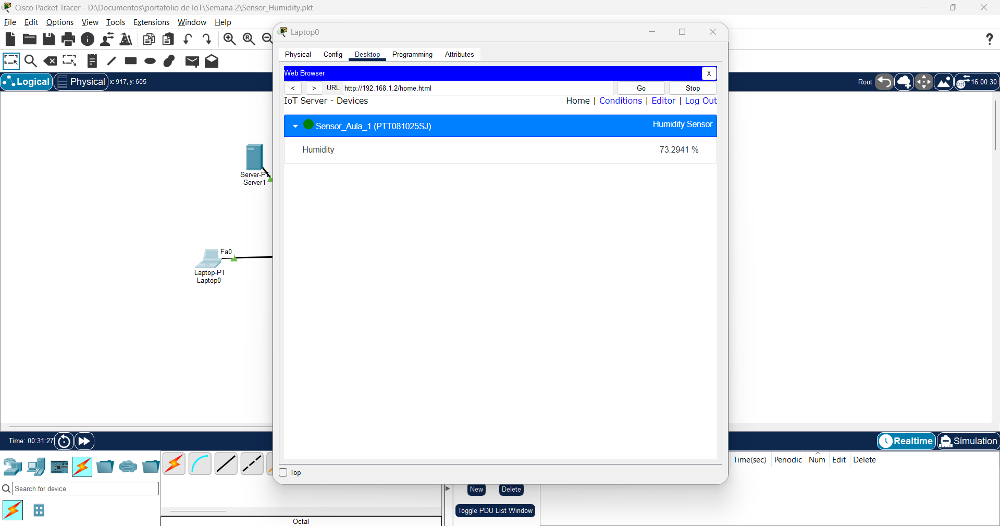 Cisco Packet Tracer - D:\Documentos\portafolio de IoT\Semana 2\Sensor_Humidity.pkt
File Edit Options View Tools Extensions Window Help
Logical Physical x: 917, y: 605
Root 16:00:30
Laptop0
Physical Config Desktop Programming Attributes
Web Browser X
< > URL http://192.168.1.2/home.html Go Stop
IoT Server - Devices Home | Conditions | Editor | Log Out
Sensor_Aula_1 (PTT081025SJ) Humidity Sensor
Humidity 73.2941 %
Top
Server-PT
Server1
Fa0
Laptop-PT
Laptop0
Time: 00:31:27
Realtime Simulation
Time(sec) Periodic Num Edit Delete
Search for device
New Delete
Toggle PDU List Window
Octal